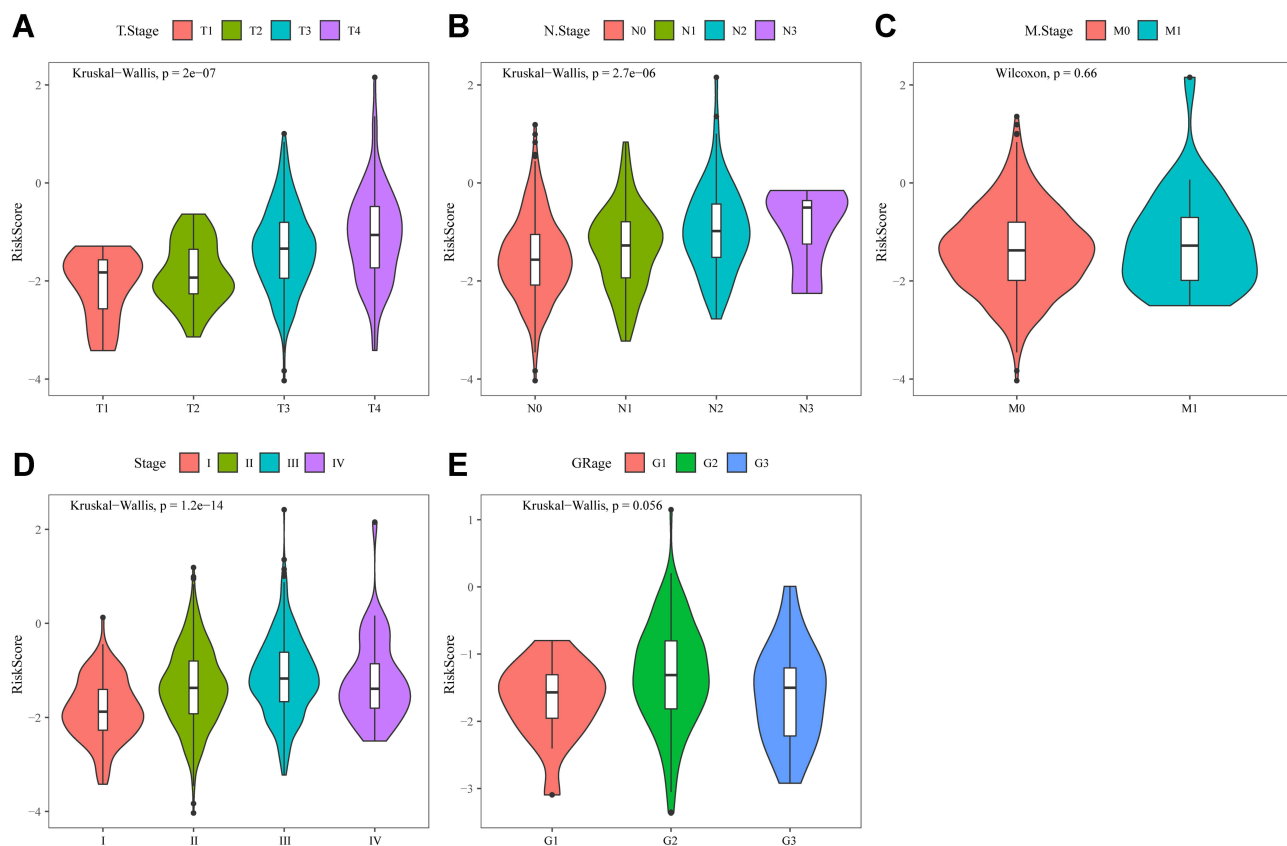 A
T.Stage T1 T2 T3 T4
Kruskal−Wallis, p = 2e−07
RiskScore
2
0
−2
−4
T1 T2 T3 T4
B
N.Stage N0 N1 N2 N3
Kruskal−Wallis, p = 2.7e−06
RiskScore
2
0
−2
−4
N0 N1 N2 N3
C
M.Stage M0 M1
Wilcoxon, p = 0.66
RiskScore
2
0
−2
−4
M0 M1
D
Stage I II III IV
Kruskal−Wallis, p = 1.2e−14
RiskScore
2
0
−2
−4
I II III IV
E
GRage G1 G2 G3
Kruskal−Wallis, p = 0.056
RiskScore
1
0
−1
−2
−3
G1 G2 G3